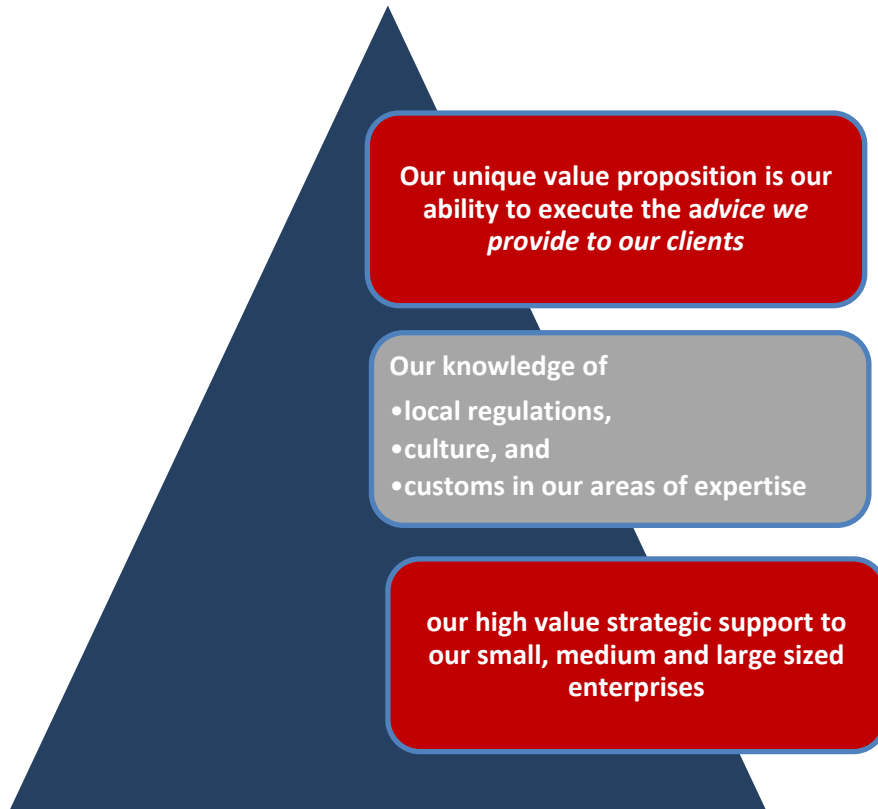 Our unique value proposition is our
ability to execute the advice we
provide to our clients
Our knowledge of
•local regulations,
•culture, and
•customs in our areas of expertise
our high value strategic support to
our small, medium and large sized
enterprises